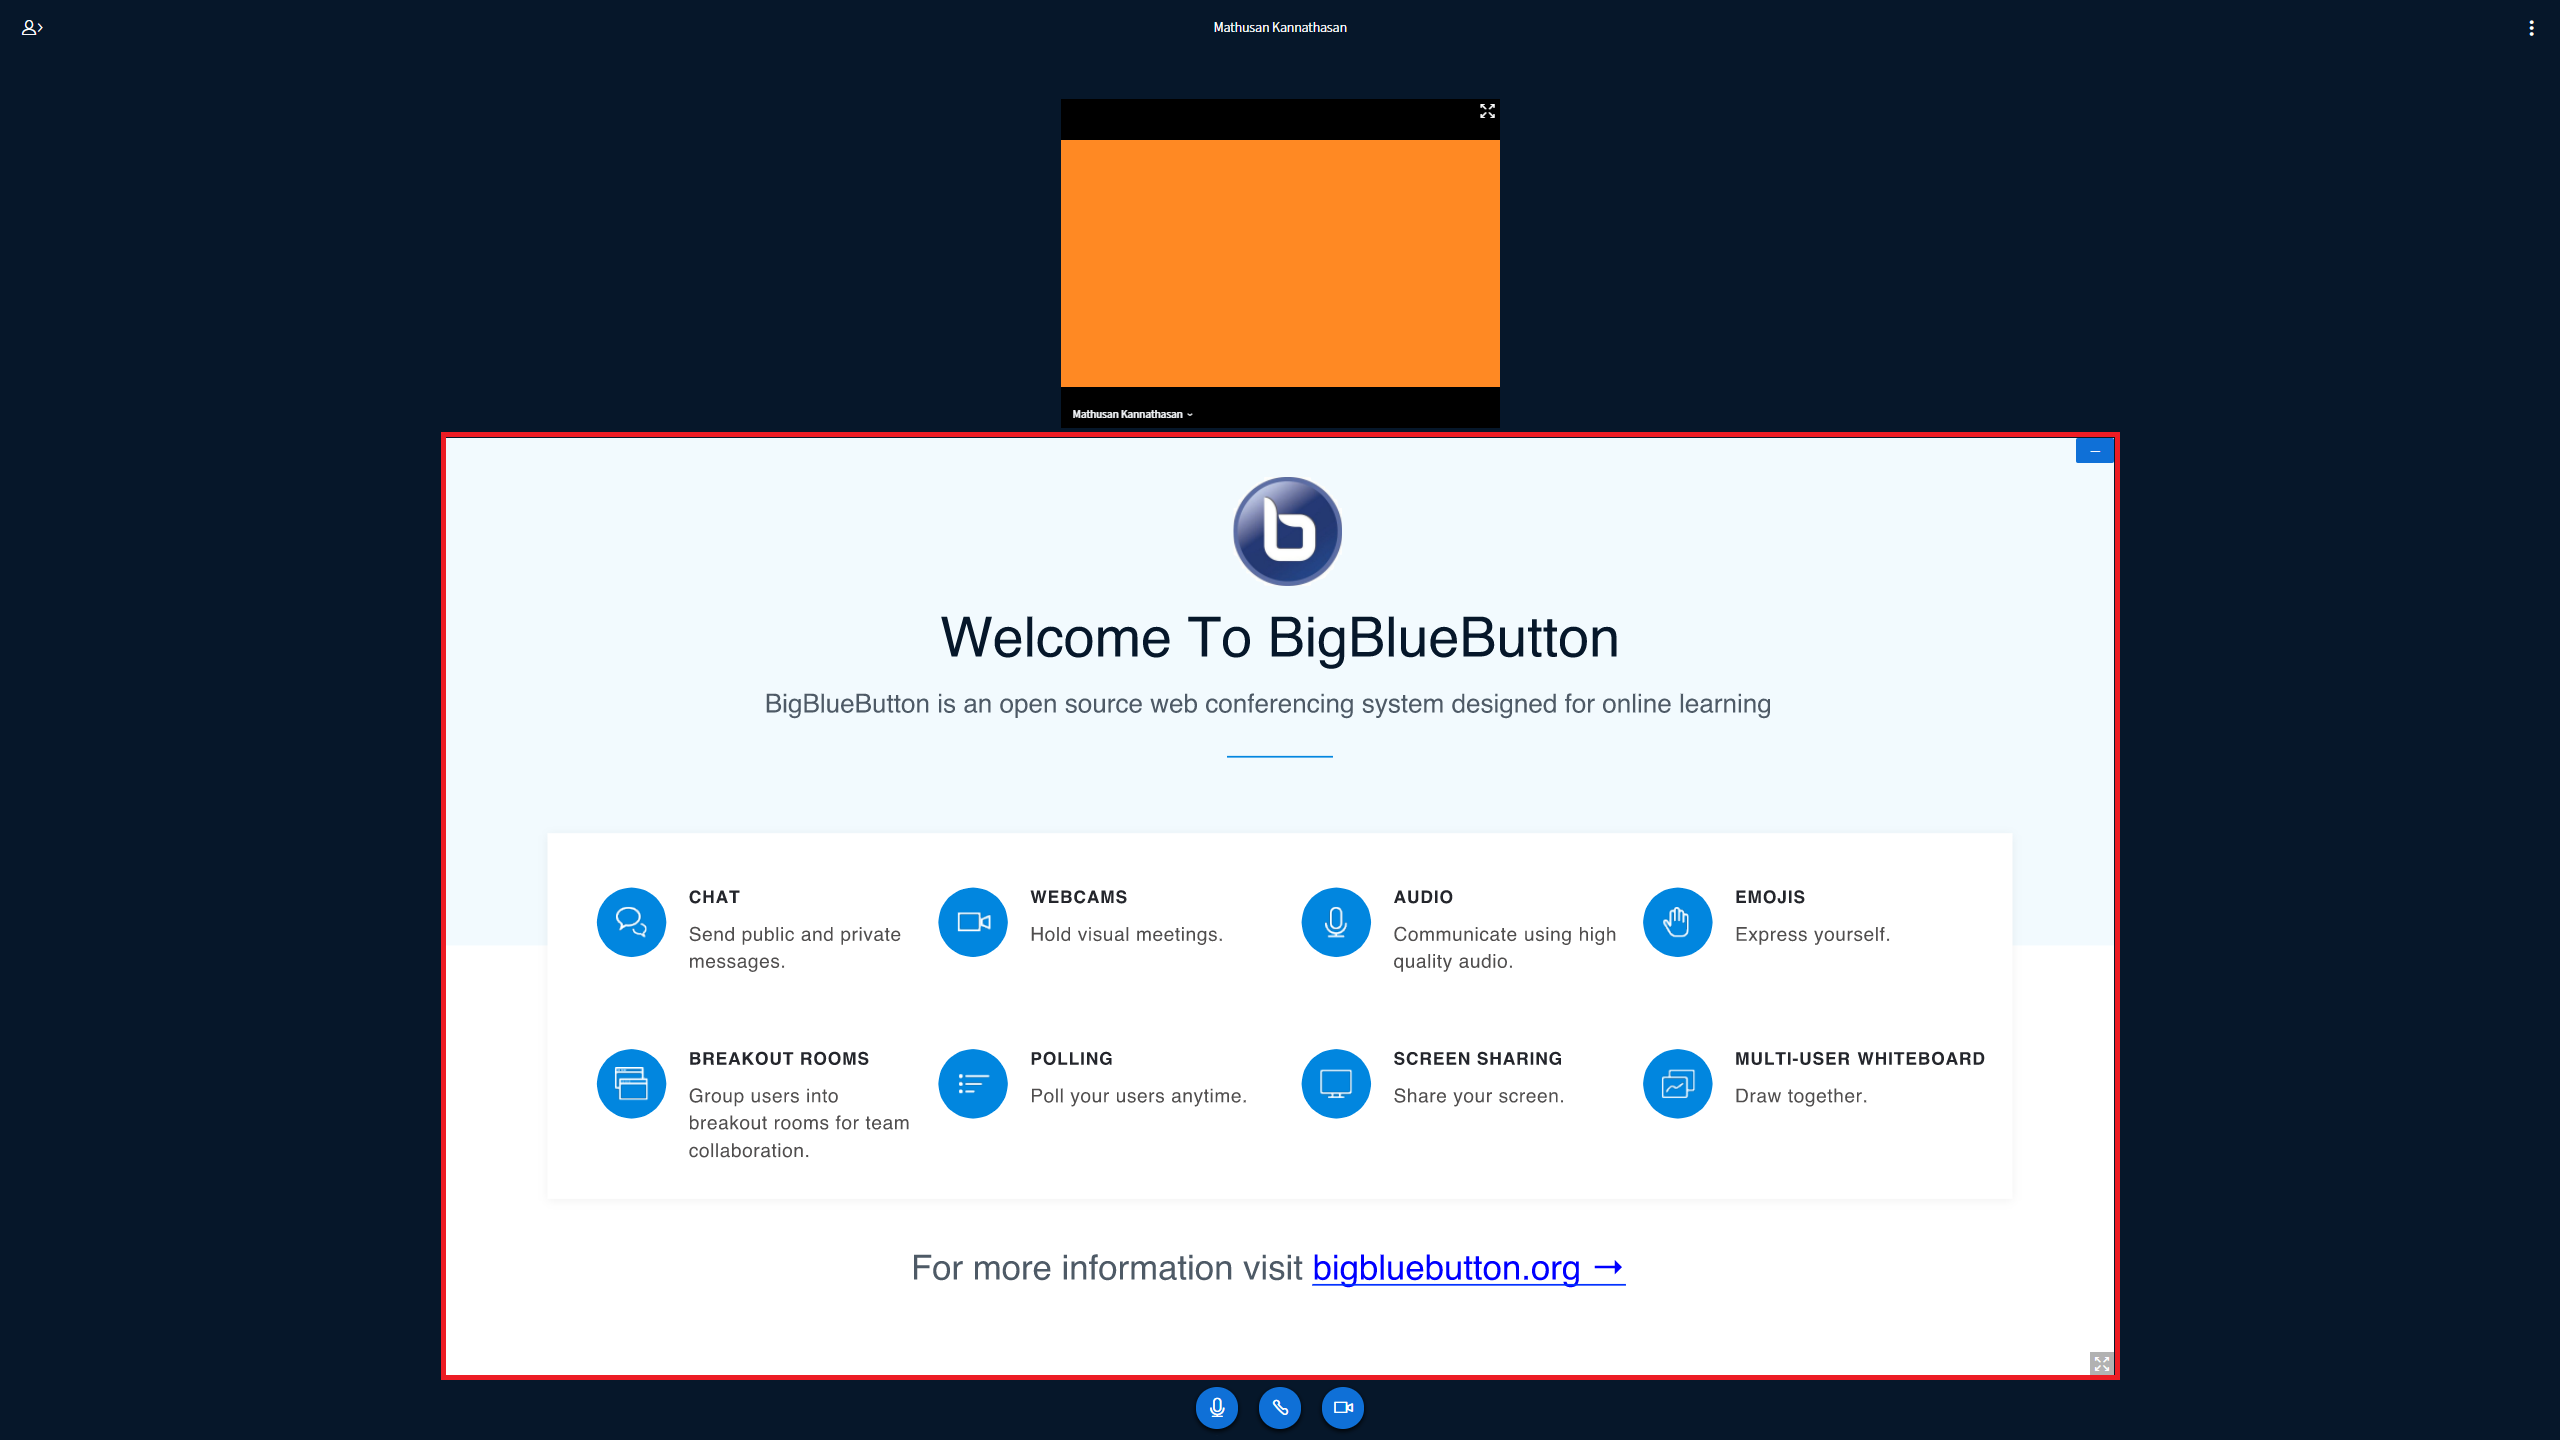 Mathusan Kannathasan
Mathusan Kannathasan
Welcome To BigBlueButton
BigBlueButton is an open source web conferencing system designed for online learning
CHAT
Send public and private
messages.
WEBCAMS
Hold visual meetings.
AUDIO
Communicate using high
quality audio.
EMOJIS
Express yourself.
BREAKOUT ROOMS
Group users into
breakout rooms for team
collaboration.
POLLING
Poll your users anytime.
SCREEN SHARING
Share your screen.
MULTI-USER WHITEBOARD
Draw together.
For more information visit bigbluebutton.org →